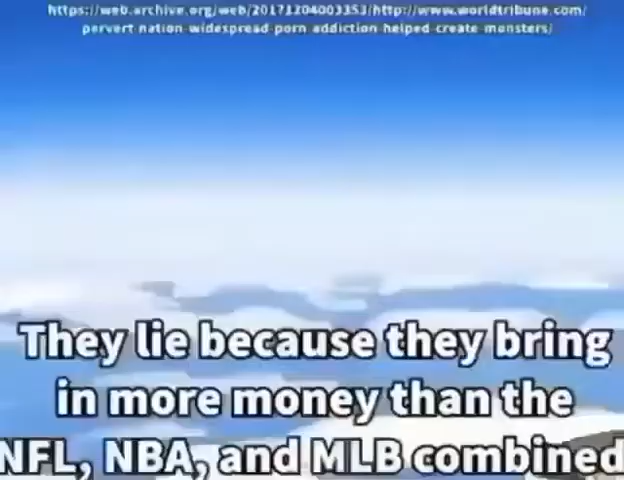 https://web.archive.org/web/20171204003353/http://www.worldtribune.com/
pervert-nation-widespread-porn-addiction-helped-create-monsters/
They lie because they bring
in more money than the
NFL, NBA, and MLB combined